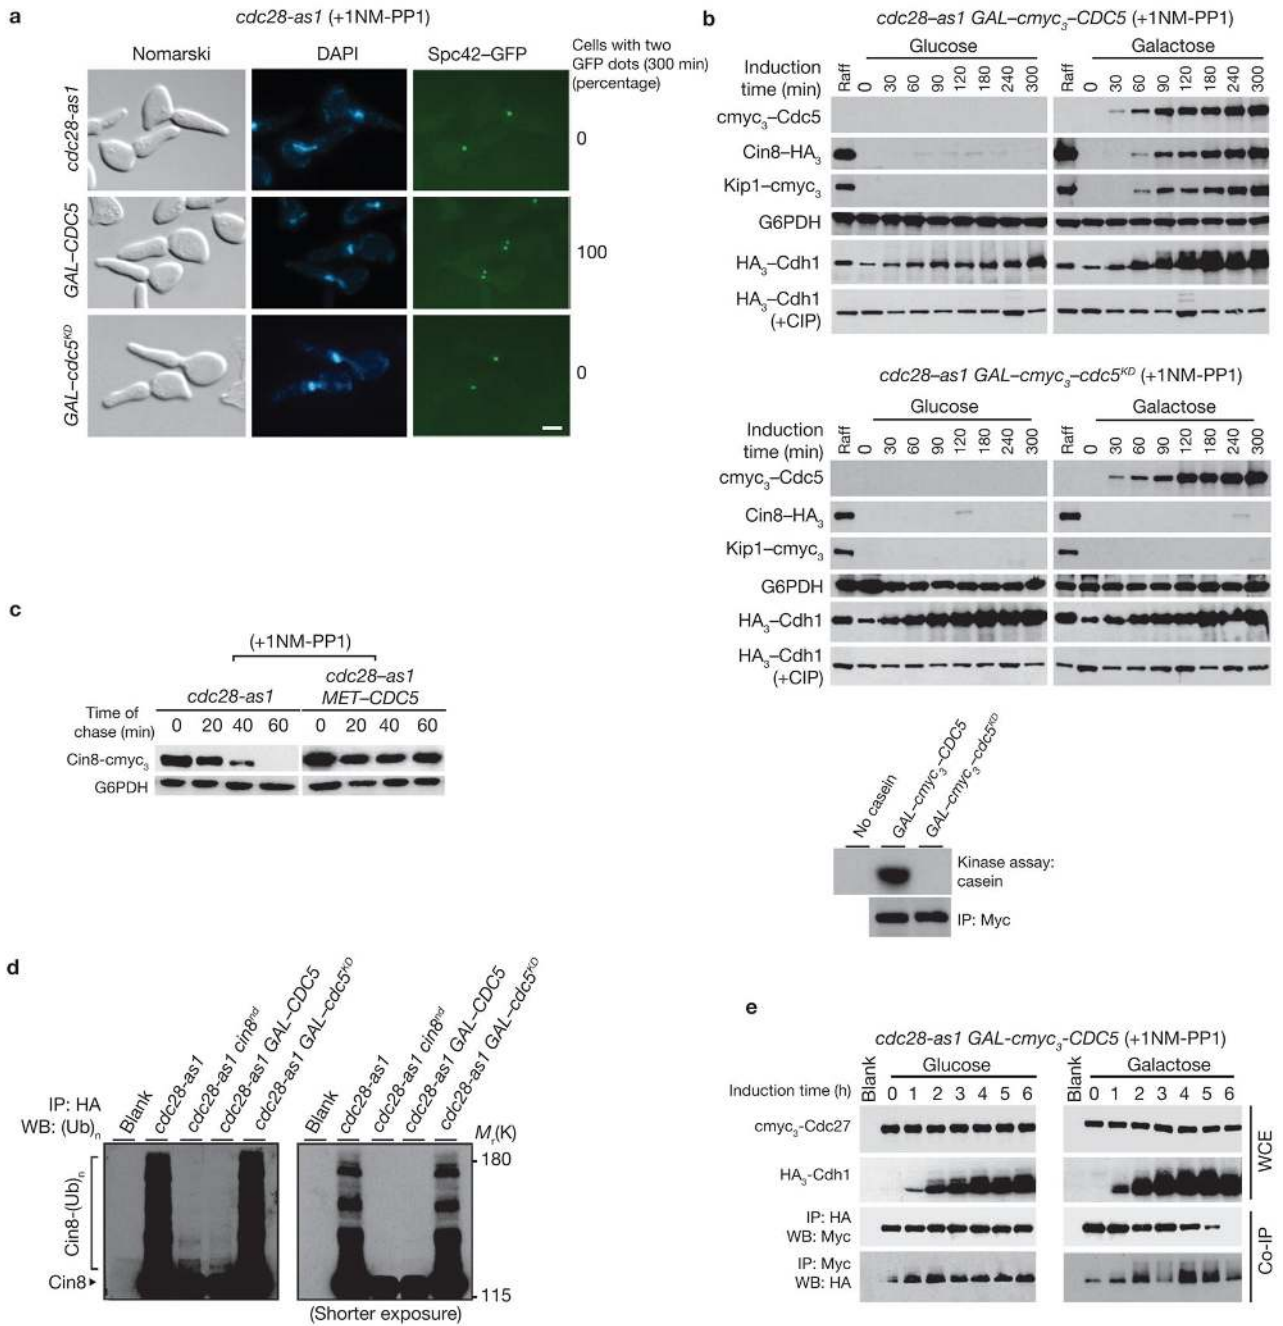 a
cdc28-as1 (+1NM-PP1)
Nomarski DAPI Spc42–GFP
Cells with two
GFP dots (300 min)
(percentage)
cdc28-as1
0
GAL–CDC5
100
GAL–cdc5KD
0
b
cdc28–as1 GAL–cmyc3–CDC5 (+1NM-PP1)
Glucose Galactose
Induction
time (min)
Raff 0 30 60 90 120 180 240 300 Raff 0 30 60 90 120 180 240 300
cmyc3–Cdc5
Cin8–HA3
Kip1–cmyc3
G6PDH
HA3–Cdh1
HA3–Cdh1
(+CIP)
cdc28–as1 GAL–cmyc3–cdc5KD (+1NM-PP1)
Glucose Galactose
Induction
time (min)
Raff 0 30 60 90 120 180 240 300 Raff 0 30 60 90 120 180 240 300
cmyc3–Cdc5
Cin8–HA3
Kip1–cmyc3
G6PDH
HA3–Cdh1
HA3–Cdh1
(+CIP)
No casein
GAL–cmyc3–CDC5
GAL–cmyc3–cdc5KD
Kinase assay:
casein
IP: Myc
c
(+1NM-PP1)
cdc28-as1
cdc28–as1
MET–CDC5
Time of
chase (min)
0 20 40 60 0 20 40 60
Cin8-cmyc3
G6PDH
d
IP: HA
WB: (Ub)n
Blank
cdc28-as1
cdc28-as1 cin8nd
cdc28-as1 GAL-CDC5
cdc28-as1 GAL-cdc5KD
Blank
cdc28-as1
cdc28-as1 cin8nd
cdc28-as1 GAL-CDC5
cdc28-as1 GAL-cdc5KD
Mr(K)
180
Cin8-(Ub)n
Cin8
115
(Shorter exposure)
e
cdc28-as1 GAL-cmyc3-CDC5 (+1NM-PP1)
Blank Glucose Blank Galactose
Induction time (h) 0 1 2 3 4 5 6 0 1 2 3 4 5 6
cmyc3-Cdc27
HA3-Cdh1
WCE
IP: HA
WB: Myc
IP: Myc
WB: HA
Co-IP